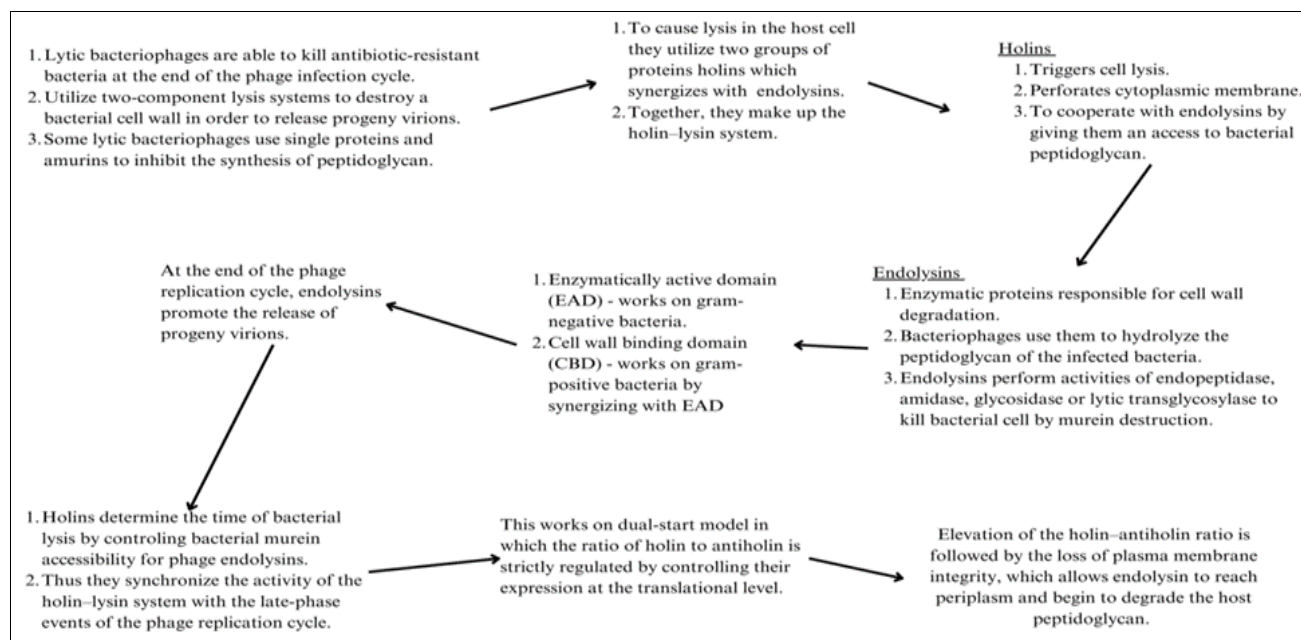 1. Lytic bacteriophages are able to kill antibiotic-resistant
bacteria at the end of the phage infection cycle.
2. Utilize two-component lysis systems to destroy a
bacterial cell wall in order to release progeny virions.
3. Some lytic bacteriophages use single proteins and
amurins to inhibit the synthesis of peptidoglycan.
1. To cause lysis in the host cell
they utilize two groups of
proteins holins which
synergizes with endolysins.
2. Together, they make up the
holin–lysin system.
Holins
1. Triggers cell lysis.
2. Perforates cytoplasmic membrane.
3. To cooperate with endolysins by
giving them an access to bacterial
peptidoglycan.
Endolysins
1. Enzymatic proteins responsible for cell wall
degradation.
2. Bacteriophages use them to hydrolyze the
peptidoglycan of the infected bacteria.
3. Endolysins perform activities of endopeptidase,
amidase, glycosidase or lytic transglycosylase to
kill bacterial cell by murein destruction.
1. Enzymatically active domain
(EAD) - works on gram-
negative bacteria.
2. Cell wall binding domain
(CBD) - works on gram-
positive bacteria by
synergizing with EAD
At the end of the phage
replication cycle, endolysins
promote the release of
progeny virions.
1. Holins determine the time of bacterial
lysis by controling bacterial murein
accessibility for phage endolysins.
2. Thus they synchronize the activity of the
holin–lysin system with the late-phase
events of the phage replication cycle.
This works on dual-start model in
which the ratio of holin to antiholin is
strictly regulated by controlling their
expression at the translational level.
Elevation of the holin–antiholin ratio is
followed by the loss of plasma membrane
integrity, which allows endolysin to reach
periplasm and begin to degrade the host
peptidoglycan.